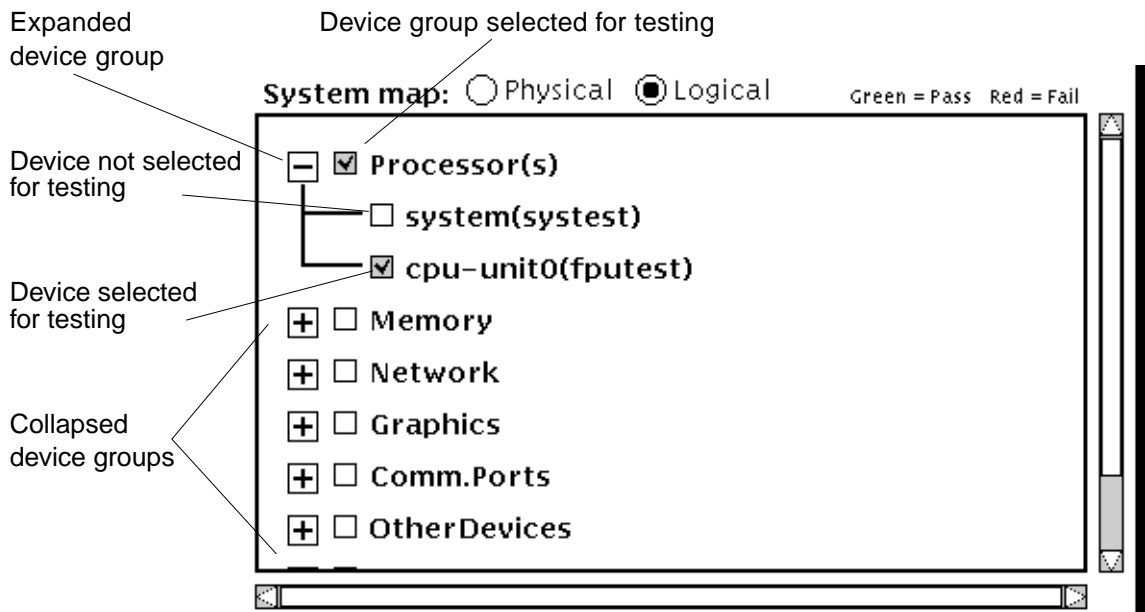 Expanded
device group
Device group selected for testing
System map: Physical Logical Green = Pass Red = Fail
Processor(s)
Device not selected
for testing
system(systest)
cpu-unit0(fputest)
Device selected
for testing
Memory
Network
Collapsed
device groups
Graphics
Comm.Ports
OtherDevices